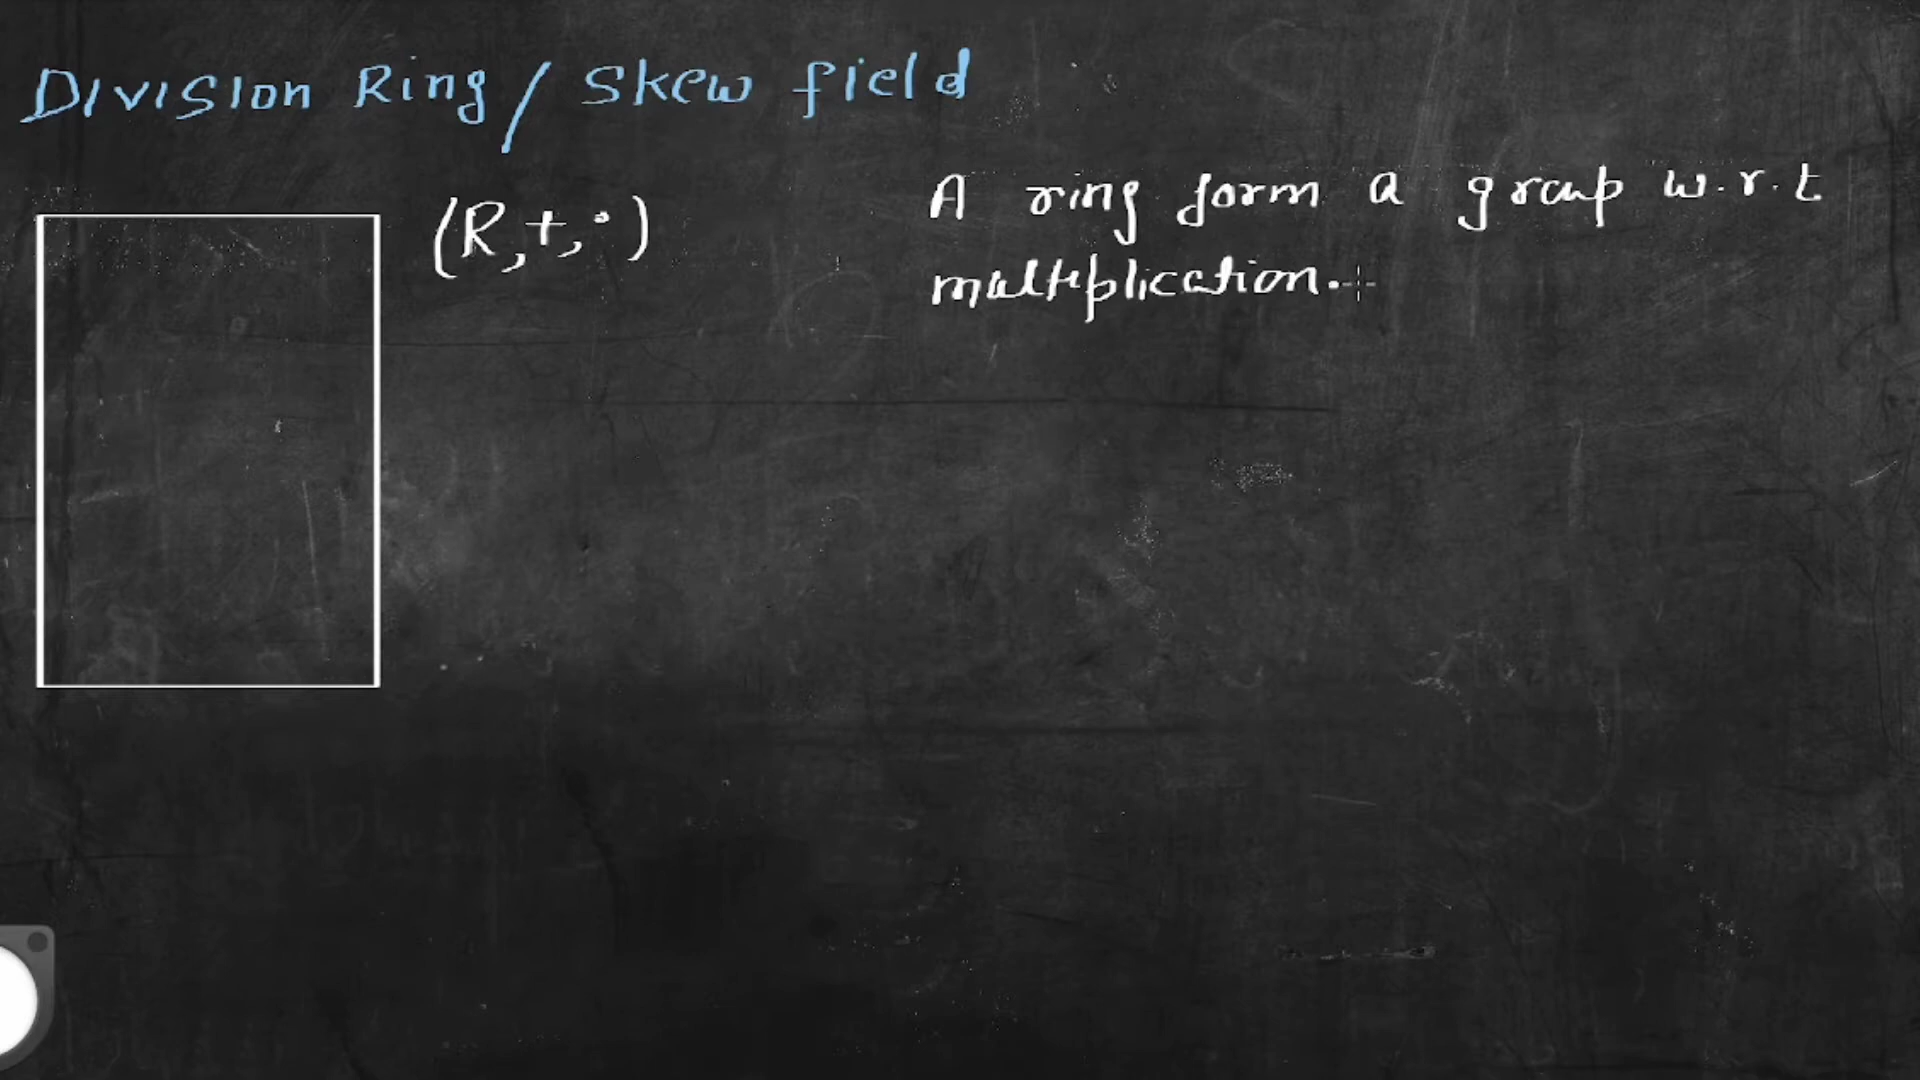 Division Ring / Skew field
(R, +, ·)
A ring form a group w.r.t
multiplication.